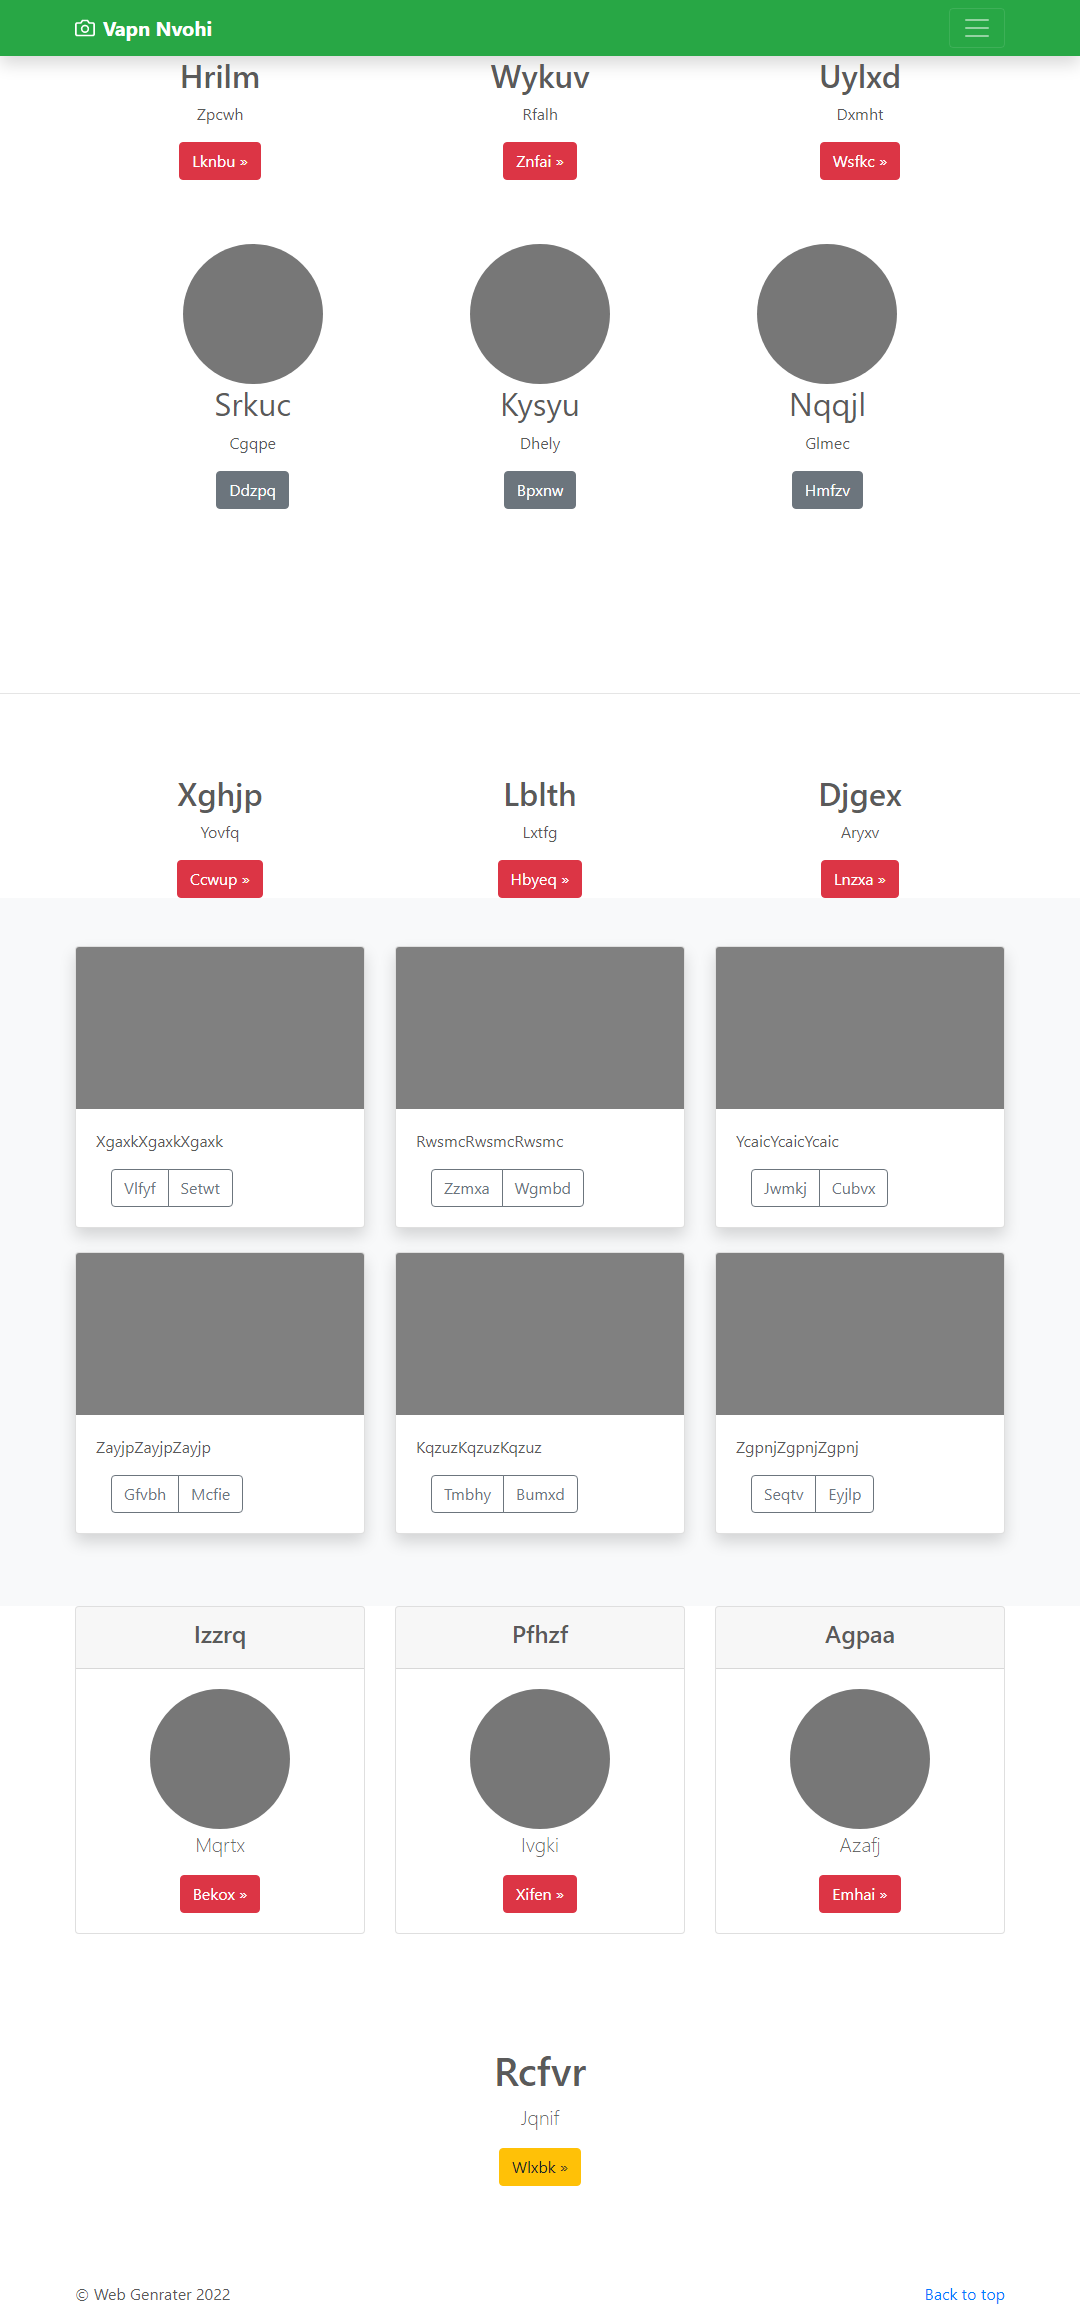 Vapn Nvohi
Hrilm Wykuv Uylxd
Zpcwh Rfalh Dxmht
Lknbu » Znfai » Wsfkc »
Srkuc Kysyu Nqqjl
Cgqpe Dhely Glmec
Ddzpq Bpxnw Hmfzv
Xghjp Lblth Djgex
Yovfq Lxtfg Aryxv
Ccwup » Hbyeq » Lnzxa »
XgaxkXgaxkXgaxk RwsmcRwsmcRwsmc YcaicYcaicYcaic
Vlfyf Setwt Zzmxa Wgmbd Jwmkj Cubvx
ZayjpZayjpZayjp KqzuzKqzuzKqzuz ZgpnjZgpnjZgpnj
Gfvbh Mcfie Tmbhy Bumxd Seqtv Eyjlp
Izzrq Pfhzf Agpaa
Mqrtx Ivgki Azafj
Bekox » Xifen » Emhai »
Rcfvr
Jqnif
Wlxbk »
© Web Genrater 2022 Back to top